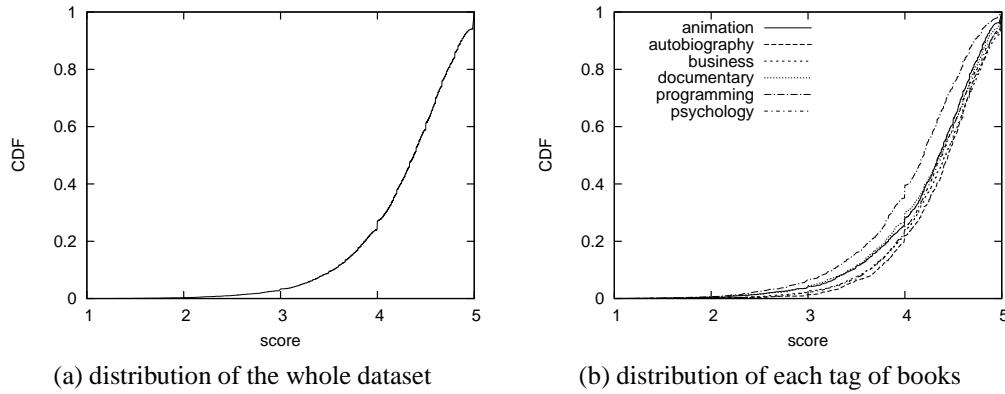 1
0.8
0.6
0.4
0.2
0
CDF
1 2 3 4 5
score
(a) distribution of the whole dataset
1
0.8
0.6
0.4
0.2
0
CDF
animation
autobiography
business
documentary
programming
psychology
1 2 3 4 5
score
(b) distribution of each tag of books